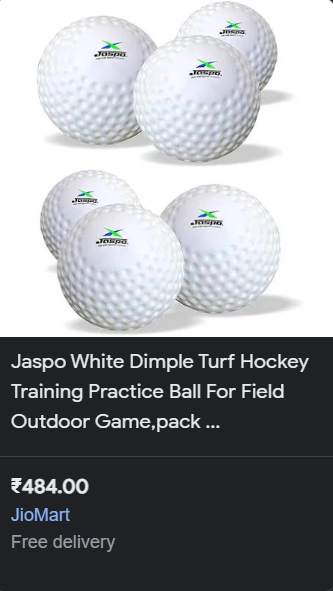 Jaspo
Jaspo
Jaspo
Jaspo
Jaspo White Dimple Turf Hockey
Training Practice Ball For Field
Outdoor Game,pack ...
₹484.00
JioMart
Free delivery